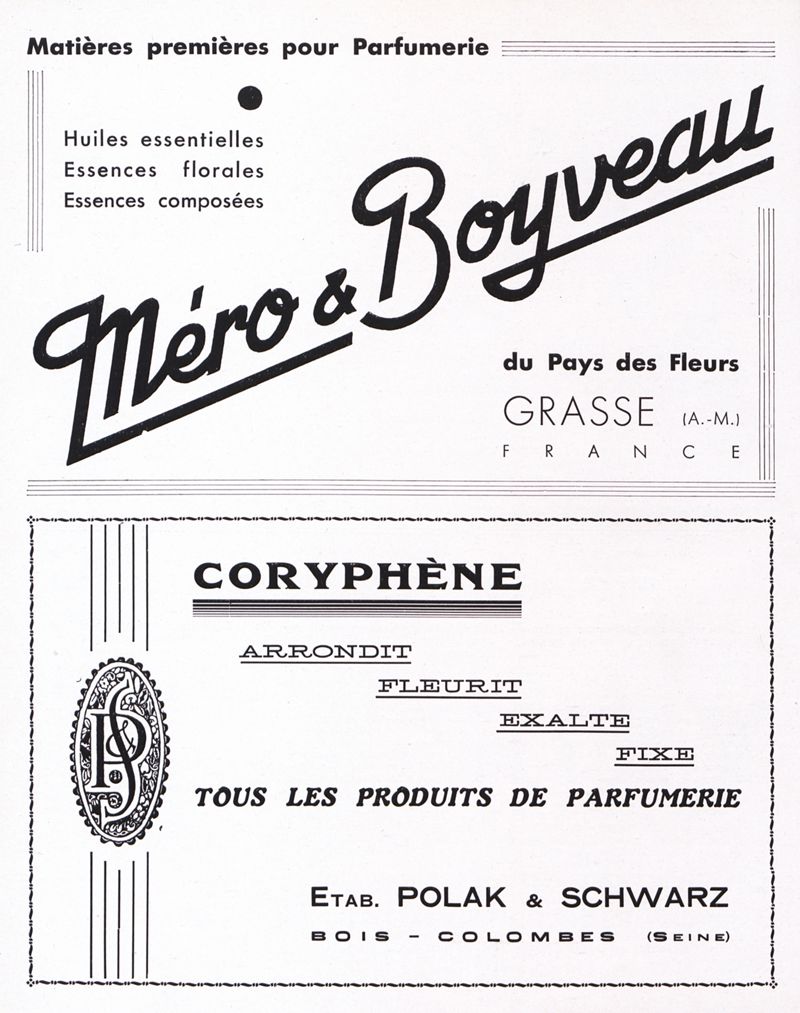 Matières premières pour Parfumerie
Huiles essentielles
Essences florales
Essences composées
Méro & Boyveau
du Pays des Fleurs
GRASSE (A.-M.)
FRANCE
CORYPHÈNE
ARRONDIT
FLEURIT
EXALTE
FIXE
P&S
TOUS LES PRODUITS DE PARFUMERIE
ETAB. POLAK & SCHWARZ
BOIS - COLOMBES (SEINE)